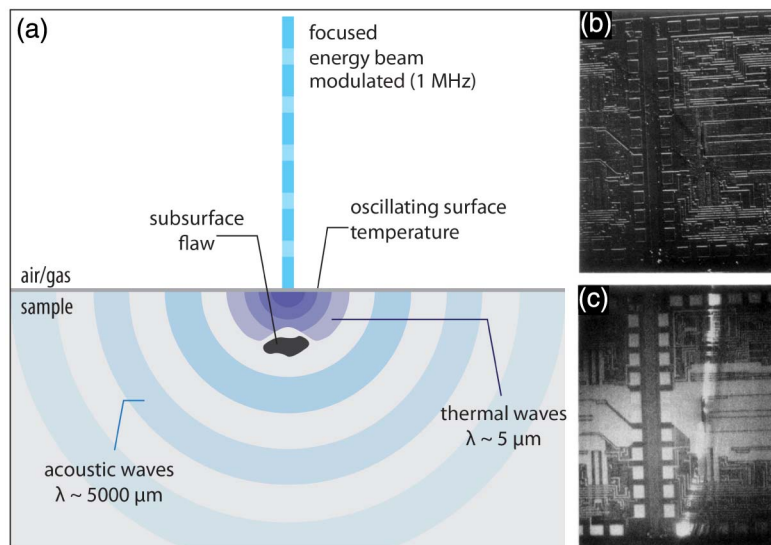 (a)
focused
energy beam
modulated (1 MHz)
subsurface
flaw
oscillating surface
temperature
air/gas
sample
thermal waves
λ ~ 5 µm
acoustic waves
λ ~ 5000 µm
(b)
(c)